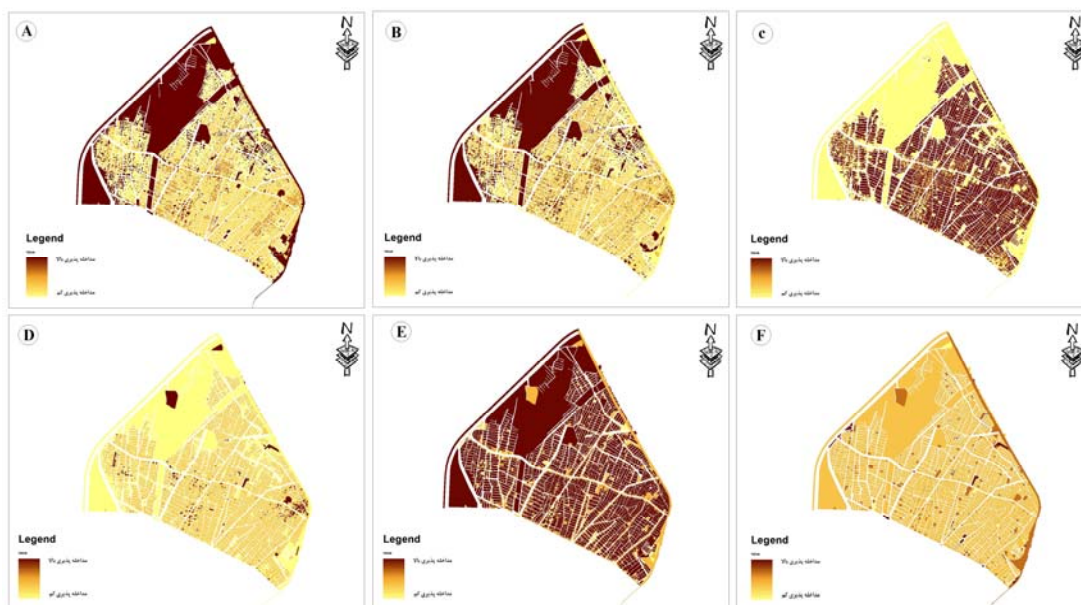 A
N
Legend
مداخله پذیری بالا
مداخله پذیری کم
B
N
Legend
مداخله پذیری بالا
مداخله پذیری کم
c
N
Legend
مداخله پذیری بالا
مداخله پذیری کم
D
N
Legend
مداخله پذیری بالا
مداخله پذیری کم
E
N
Legend
مداخله پذیری بالا
مداخله پذیری کم
F
N
Legend
مداخله پذیری بالا
مداخله پذیری کم